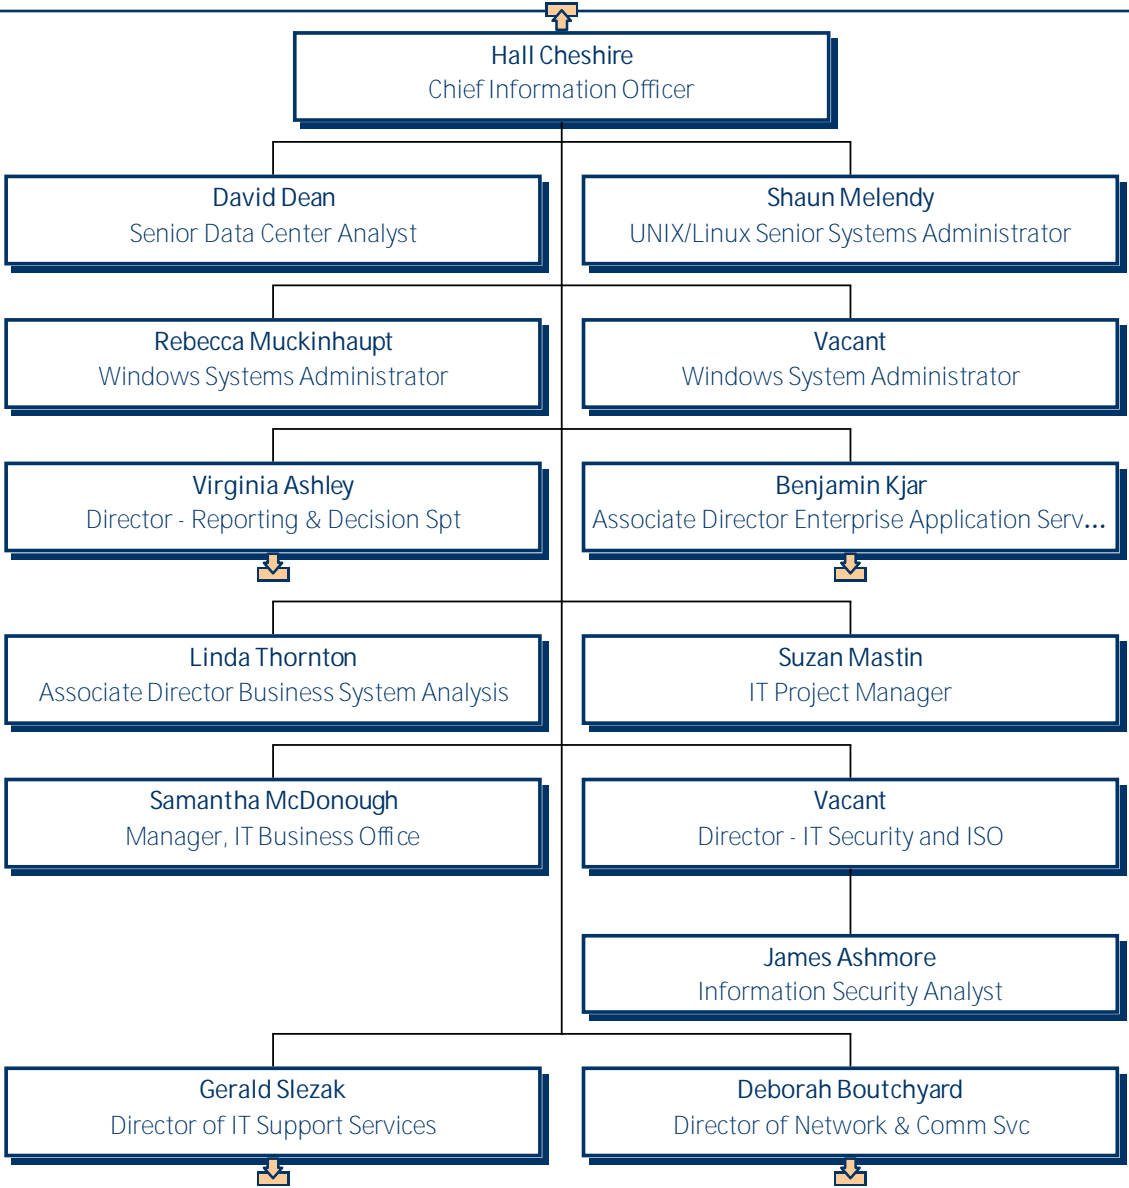 Hall Cheshire
Chief Information Officer
David Dean
Senior Data Center Analyst
Shaun Melendy
UNIX/Linux Senior Systems Administrator
Rebecca Muckinhaupt
Windows Systems Administrator
Vacant
Windows System Administrator
Virginia Ashley
Director - Reporting & Decision Spt
Benjamin Kjar
Associate Director Enterprise Application Serv...
Linda Thornton
Associate Director Business System Analysis
Suzan Mastin
IT Project Manager
Samantha McDonough
Manager, IT Business Office
Vacant
Director - IT Security and ISO
James Ashmore
Information Security Analyst
Gerald Slezak
Director of IT Support Services
Deborah Boutchyard
Director of Network & Comm Svc